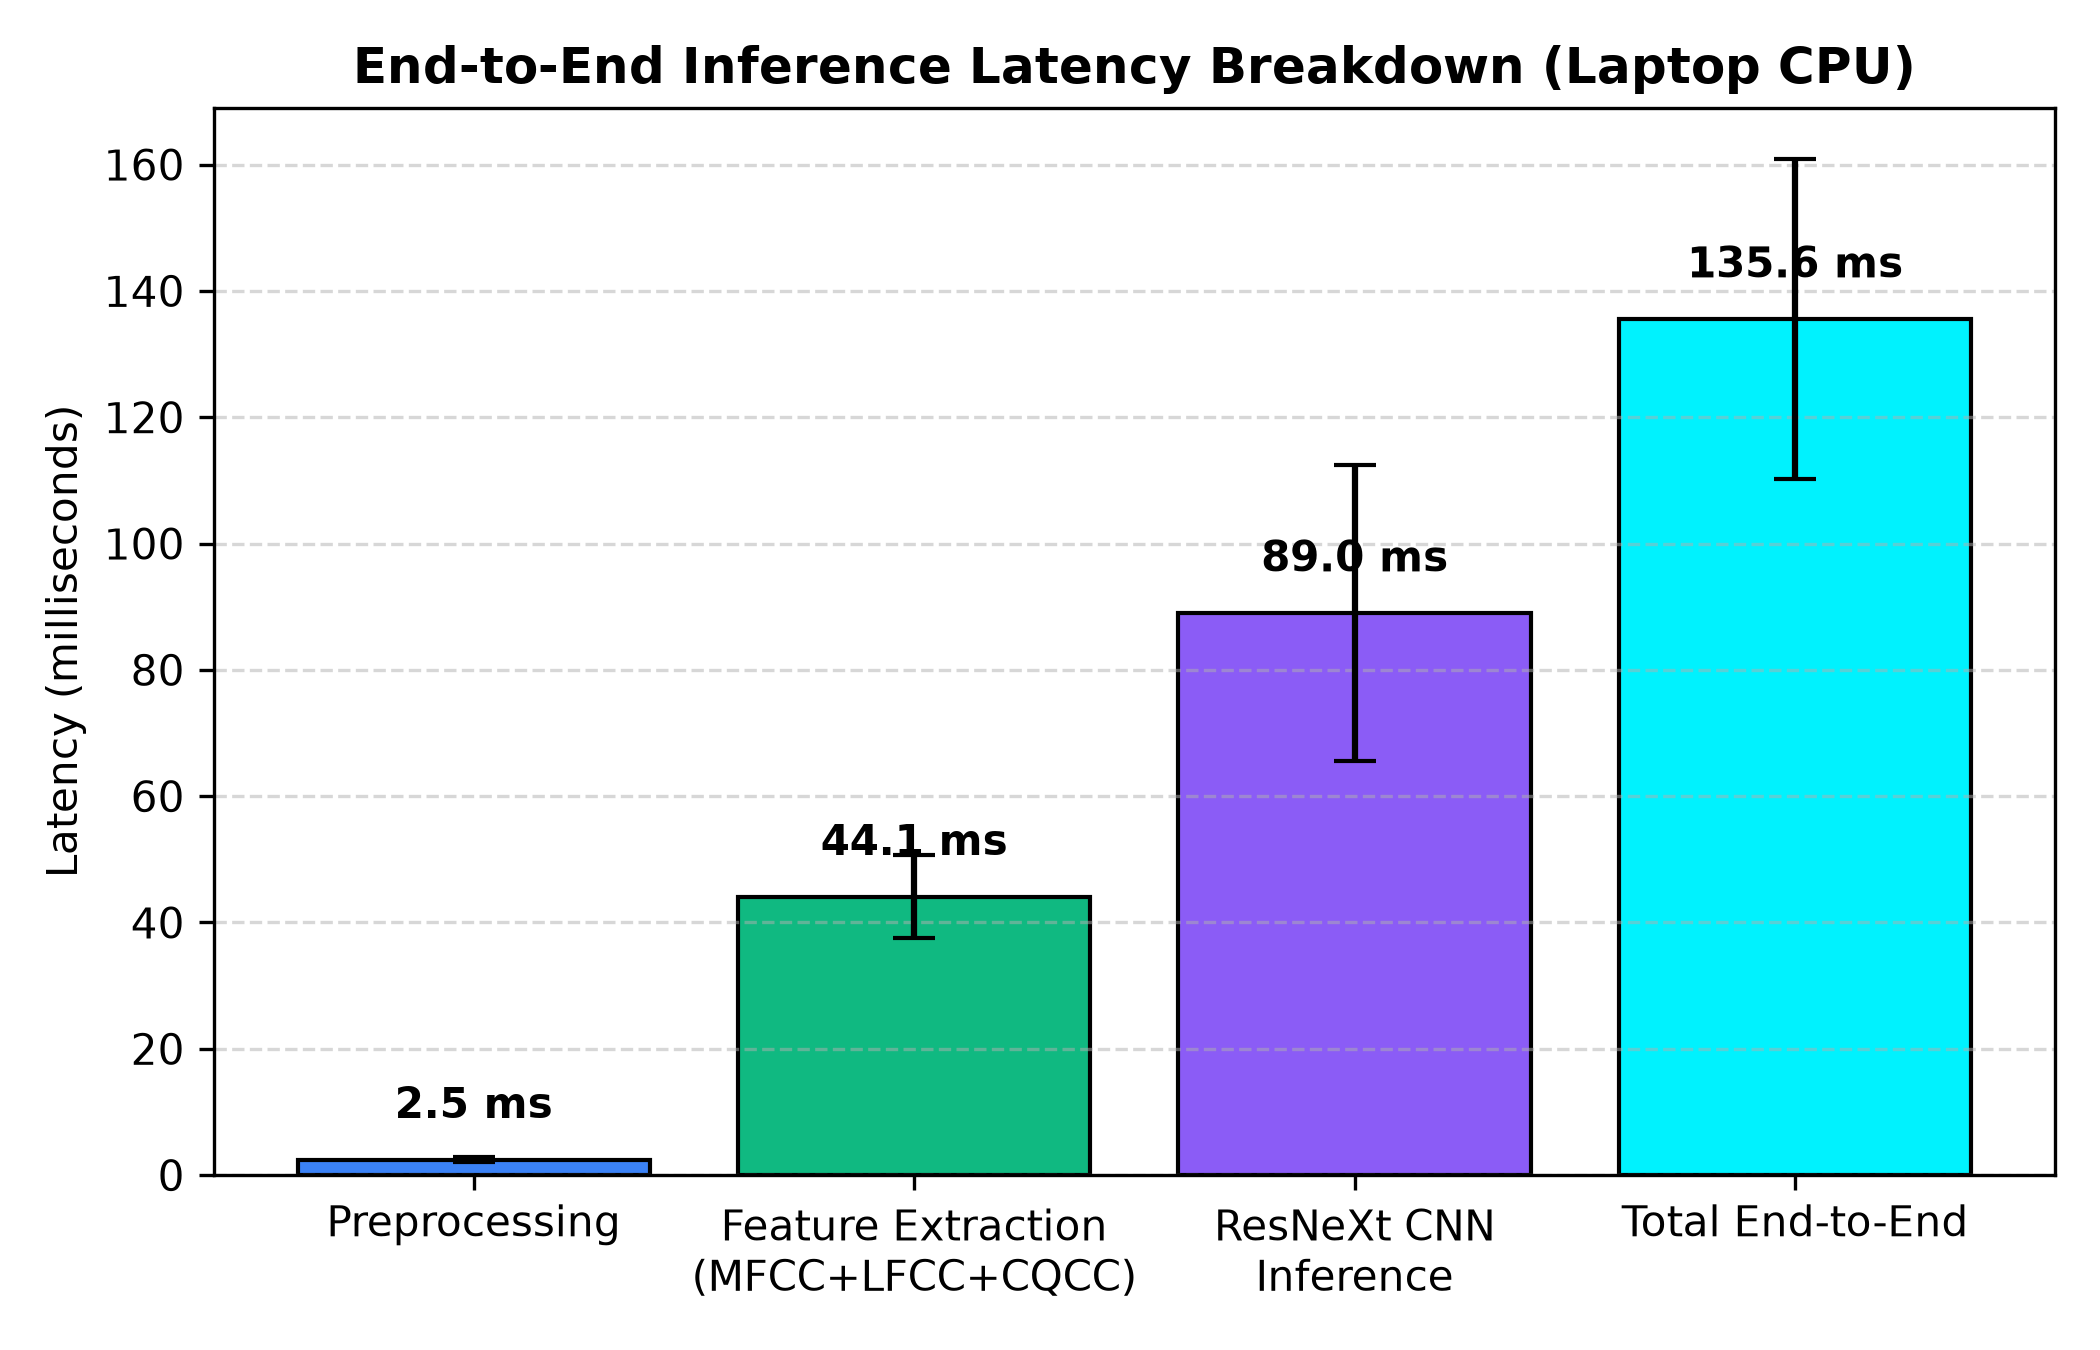 End-to-End Inference Latency Breakdown (Laptop CPU)
Latency (milliseconds)
160
140
120
100
80
60
40
20
0
2.5 ms
44.1 ms
89.0 ms
135.6 ms
Preprocessing
Feature Extraction
(MFCC+LFCC+CQCC)
ResNeXt CNN
Inference
Total End-to-End